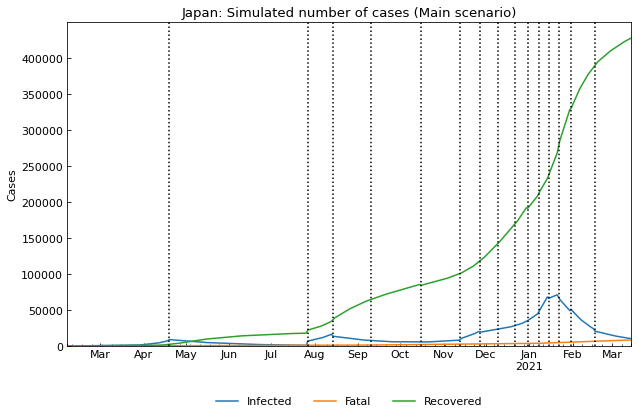 Japan: Simulated number of cases (Main scenario)
400000
350000
300000
250000
200000
150000
100000
50000
0
Cases
Mar Apr May Jun Jul Aug Sep Oct Nov Dec Jan Feb Mar
2021
Infected Fatal Recovered